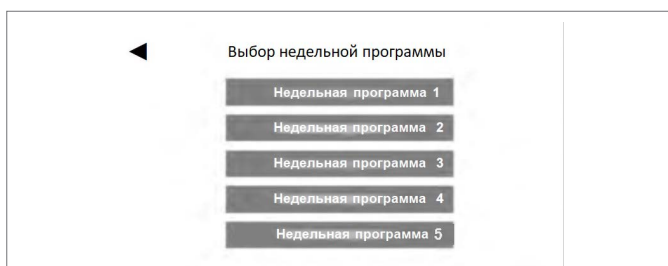 Выбор недельной программы
Недельная программа 1
Недельная программа 2
Недельная программа 3
Недельная программа 4
Недельная программа 5